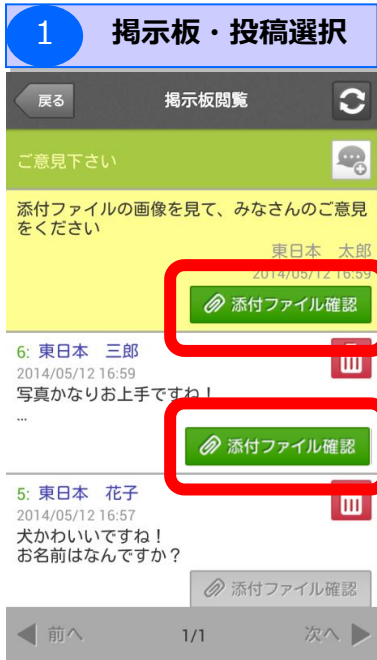 1 掲示板・投稿選択
戻る 掲示板閲覧
ご意見下さい
添付ファイルの画像を見て、みなさんのご意見
をください
東日本 太郎
2014/05/12 16:59
添付ファイル確認
6: 東日本 三郎
2014/05/12 16:59
写真かなりお上手ですね！
...
添付ファイル確認
5: 東日本 花子
2014/05/12 16:57
犬かわいいですね！
お名前はなんですか？
添付ファイル確認
前へ 1/1 次へ